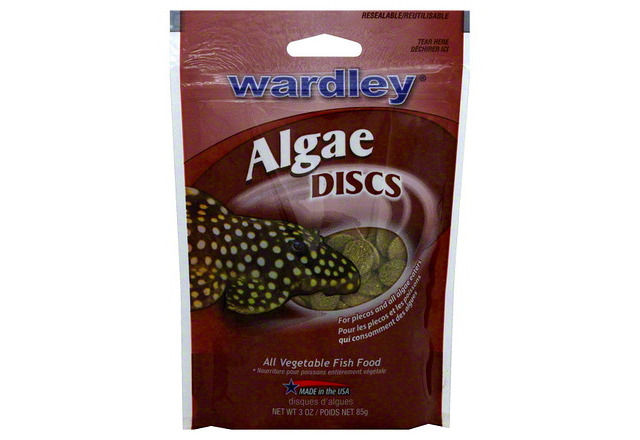 RESEALABLE/RÉUTILISABLE
TEAR HERE
DÉCHIRER ICI
wardley®
Algae
DISCS
For plecos and all algae eaters
Pour les plecos et les poissons
qui consomment des algues
All Vegetable Fish Food
• Nourriture pour poissons entièrement végétale
MADE in the USA
disques d'algues
NET WT 3 OZ / POIDS NET 85g